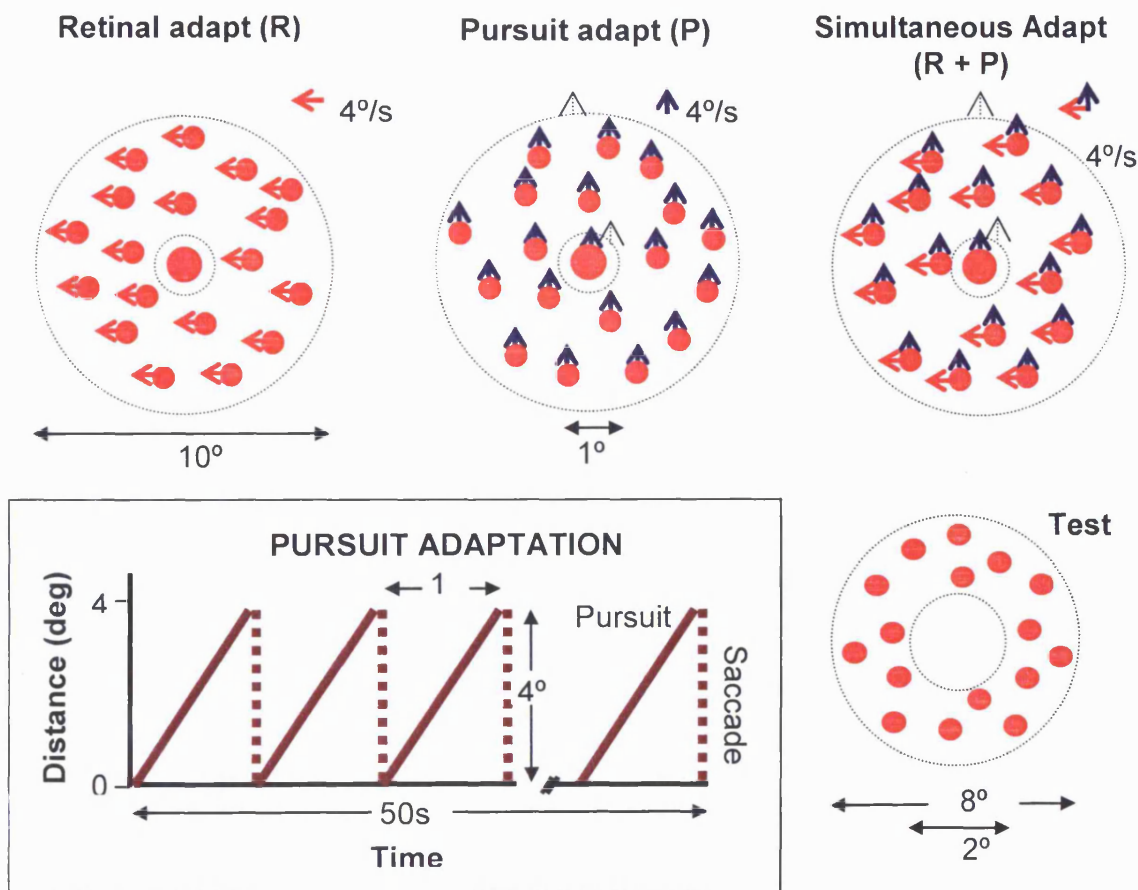 Retinal adapt (R)
Pursuit adapt (P)
Simultaneous Adapt
(R + P)
4º/s
4º/s
4º/s
10º
1º
PURSUIT ADAPTATION
Distance (deg)
4
0
1
4º
Pursuit
Saccade
50s
Time
Test
8º
2º